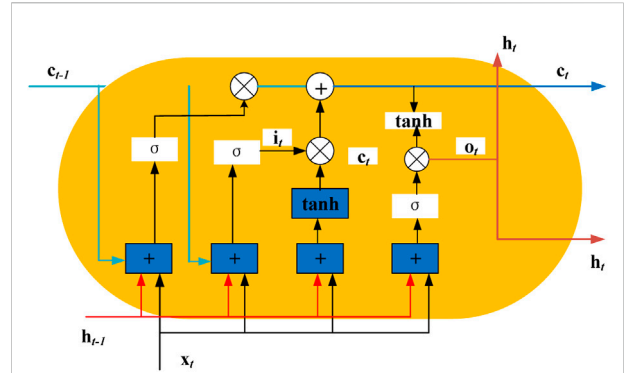 h_t
c_{t-1}
+
c_t
tanh
σ
i_t
σ
c_t
o_t
tanh
σ
+
+
+
+
h_t
h_{t-1}
x_t